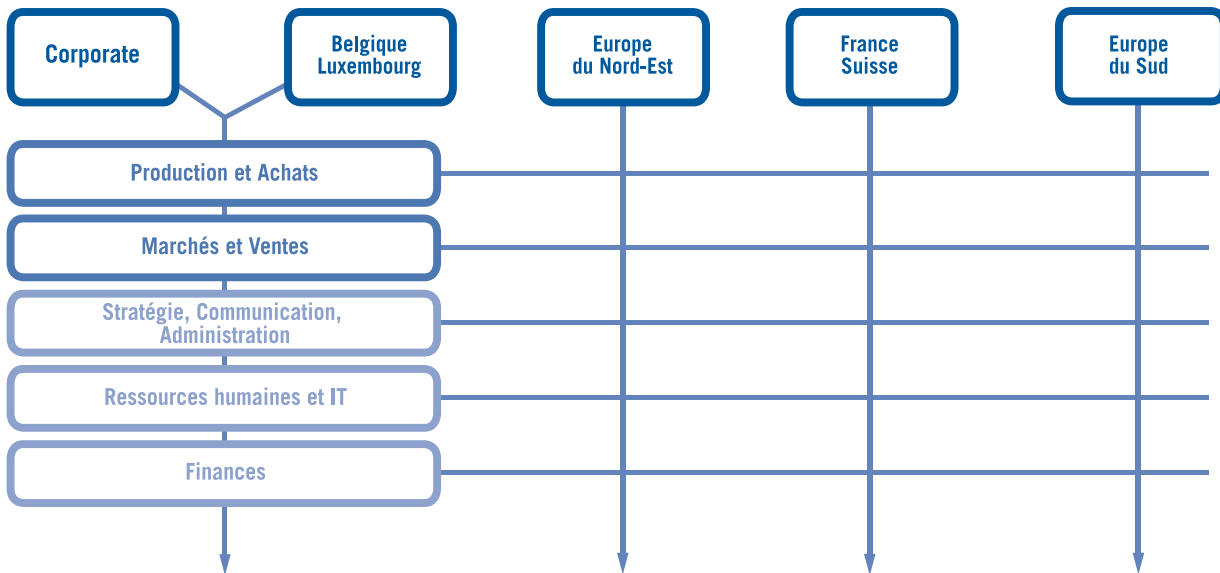 Corporate
Belgique
Luxembourg
Europe
du Nord-Est
France
Suisse
Europe
du Sud
Production et Achats
Marchés et Ventes
Stratégie, Communication,
Administration
Ressources humaines et IT
Finances